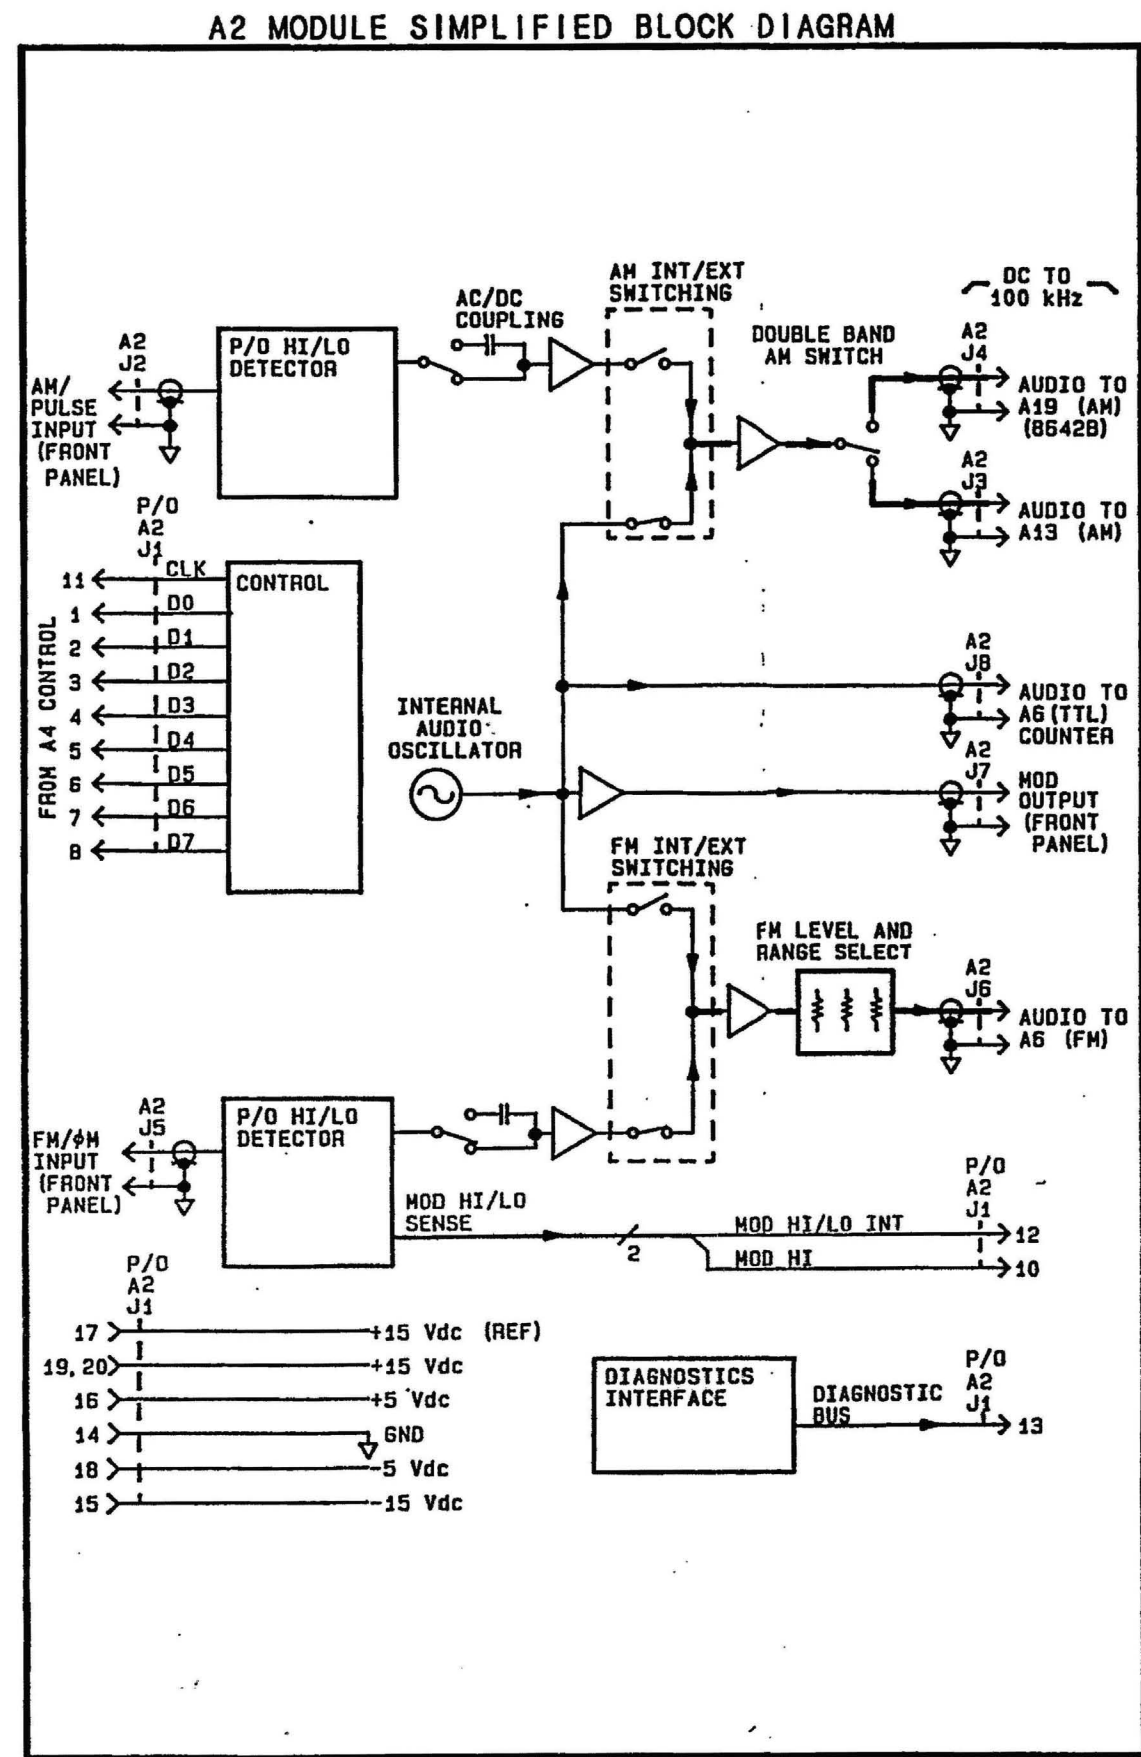 A2 MODULE SIMPLIFIED BLOCK DIAGRAM
AM INT/EXT
SWITCHING
DC TO
100 kHz
AC/DC
COUPLING
DOUBLE BAND
AM SWITCH
A2
J2
P/O HI/LO
DETECTOR
A2
J4
AM/
PULSE
INPUT
(FRONT
PANEL)
AUDIO TO
A19 (AM)
(8642B)
A2
J3
AUDIO TO
A13 (AM)
P/O
A2
J1
FROM A4 CONTROL
11 CLK
1 D0
2 D1
3 D2
4 D3
5 D4
6 D5
7 D6
8 D7
CONTROL
A2
J8
AUDIO TO
A6(TTL)
COUNTER
INTERNAL
AUDIO
OSCILLATOR
A2
J7
MOD
OUTPUT
(FRONT
PANEL)
FM INT/EXT
SWITCHING
FM LEVEL AND
RANGE SELECT
A2
J6
AUDIO TO
A6 (FM)
A2
J5
P/O HI/LO
DETECTOR
FM/ϕM
INPUT
(FRONT
PANEL)
MOD HI/LO
SENSE
2
MOD HI/LO INT
MOD HI
P/O
A2
J1
12
10
P/O
A2
J1
17 +15 Vdc (REF)
19,20 +15 Vdc
16 +5 Vdc
14 GND
18 -5 Vdc
15 -15 Vdc
DIAGNOSTICS
INTERFACE
DIAGNOSTIC
BUS
P/O
A2
J1
13